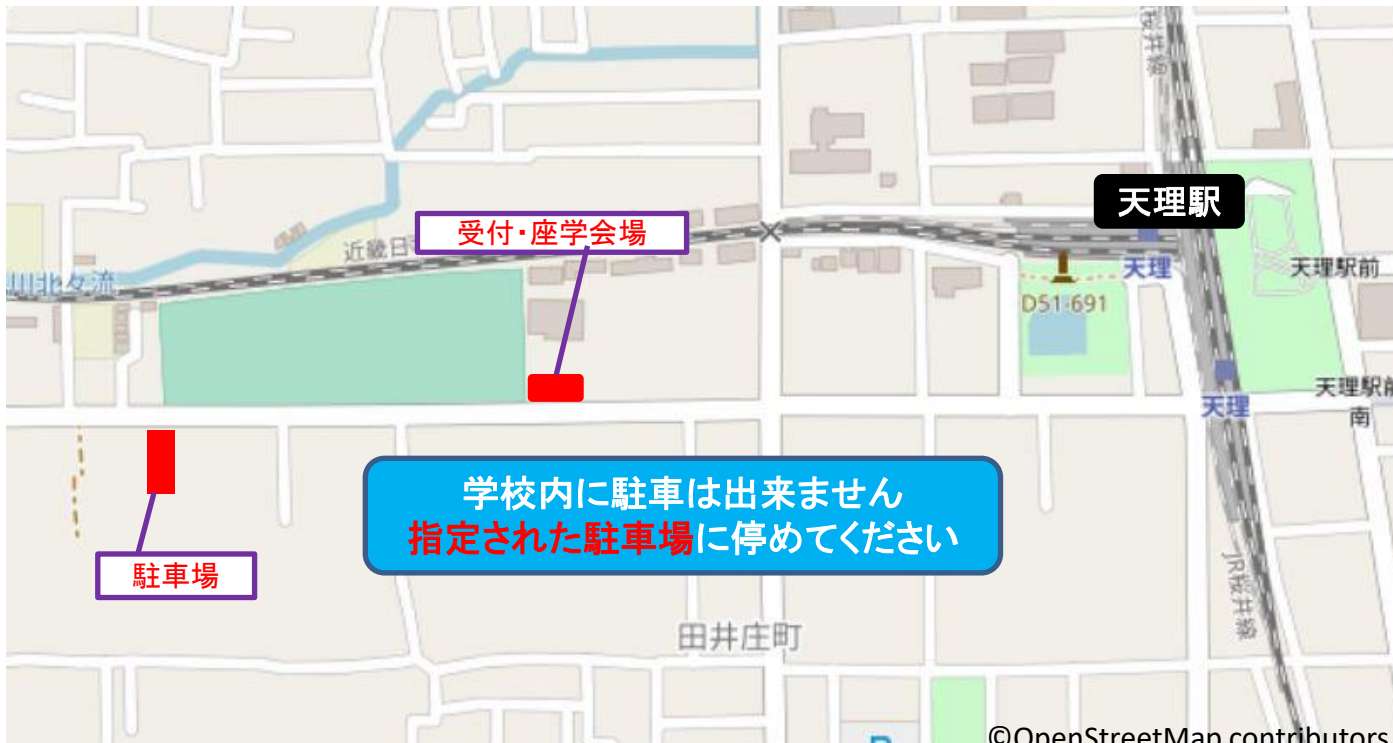 桜井線
天理駅
受付・座学会場
近畿日
川北々流
天理
天理駅前
D51-691
天理駅前
南
天理
学校内に駐車は出来ません
指定された駐車場に停めてください
駐車場
JR桜井線
田井庄町
P
©OpenStreetMap contributors